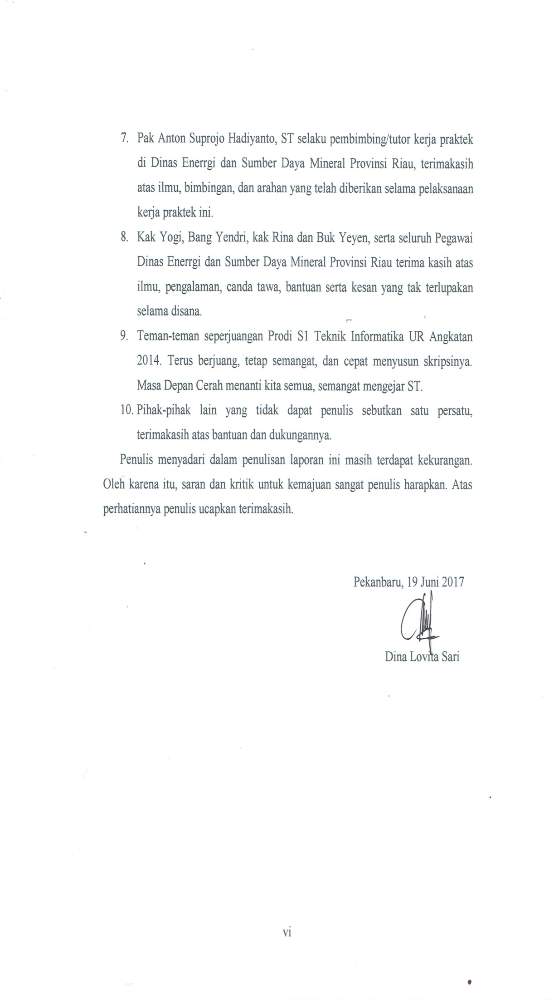 7. Pak Anton Suprojo Hadiyanto, ST selaku pembimbing/tutor kerja praktek
di Dinas Enerrgi dan Sumber Daya Mineral Provinsi Riau, terimakasih
atas ilmu, bimbingan, dan arahan yang telah diberikan selama pelaksanaan
kerja praktek ini.
8. Kak Yogi, Bang Yendri, kak Rina dan Buk Yeyen, serta seluruh Pegawai
Dinas Enerrgi dan Sumber Daya Mineral Provinsi Riau terima kasih atas
ilmu, pengalaman, canda tawa, bantuan serta kesan yang tak terlupakan
selama disana.
9. Teman-teman seperjuangan Prodi S1 Teknik Informatika UR Angkatan
2014. Terus berjuang, tetap semangat, dan cepat menyusun skripsinya.
Masa Depan Cerah menanti kita semua, semangat mengejar ST.
10. Pihak-pihak lain yang tidak dapat penulis sebutkan satu persatu,
terimakasih atas bantuan dan dukungannya.
Penulis menyadari dalam penulisan laporan ini masih terdapat kekurangan.
Oleh karena itu, saran dan kritik untuk kemajuan sangat penulis harapkan. Atas
perhatiannya penulis ucapkan terimakasih.
Pekanbaru, 19 Juni 2017
Dina Lovita Sari
vi